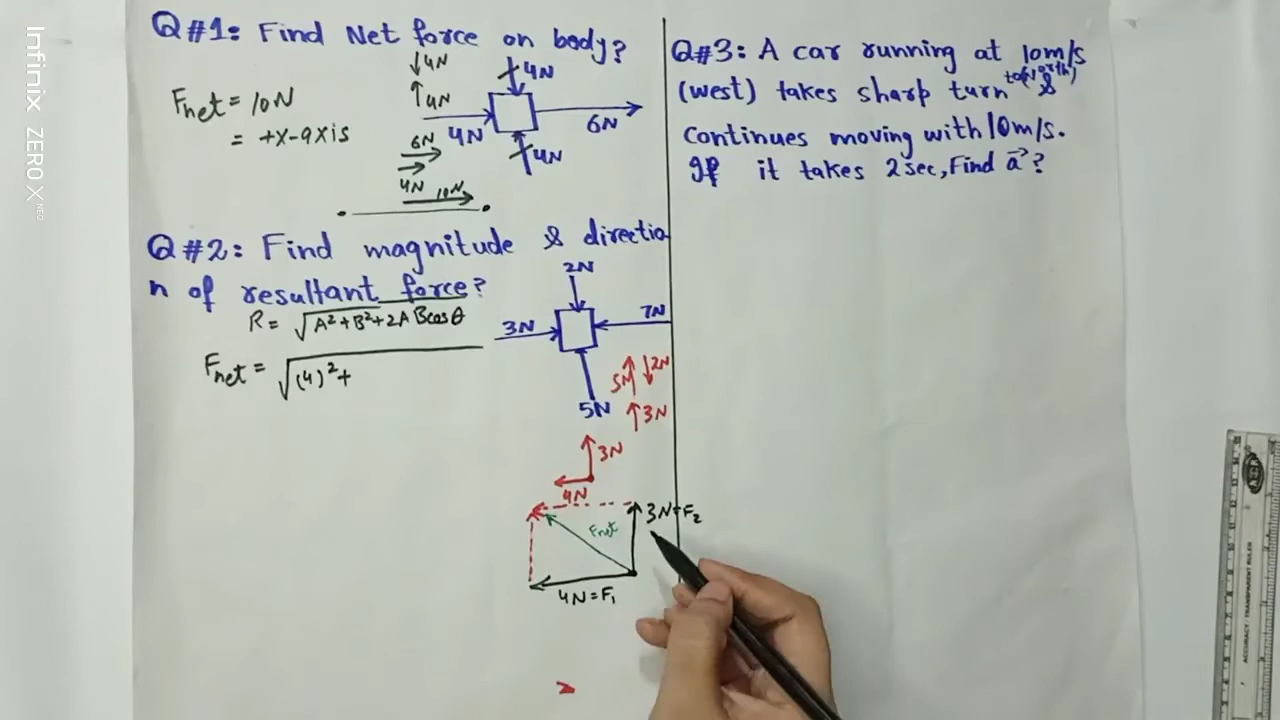 Q#1: Find Net force on body?
↓4N
4N
↑4N
Fnet = 10N
= +x-axis
4N
6N
4N
6N
4N
10N
Q#2: Find magnitude & directio
n of resultant force?
R = √A²+B²+2ABcosθ
Fnet = √(4)²+
2N
3N
7N
5N
5N↑ ↓2N
↑3N
3N
4N
3N=F₂
Fnet
4N=F₁
Q#3: A car running at 10m/s
(west) takes sharp turn to(north) &
Continues moving with 10m/s.
If it takes 2sec, Find a⃗?
Infinix ZERO X NEO